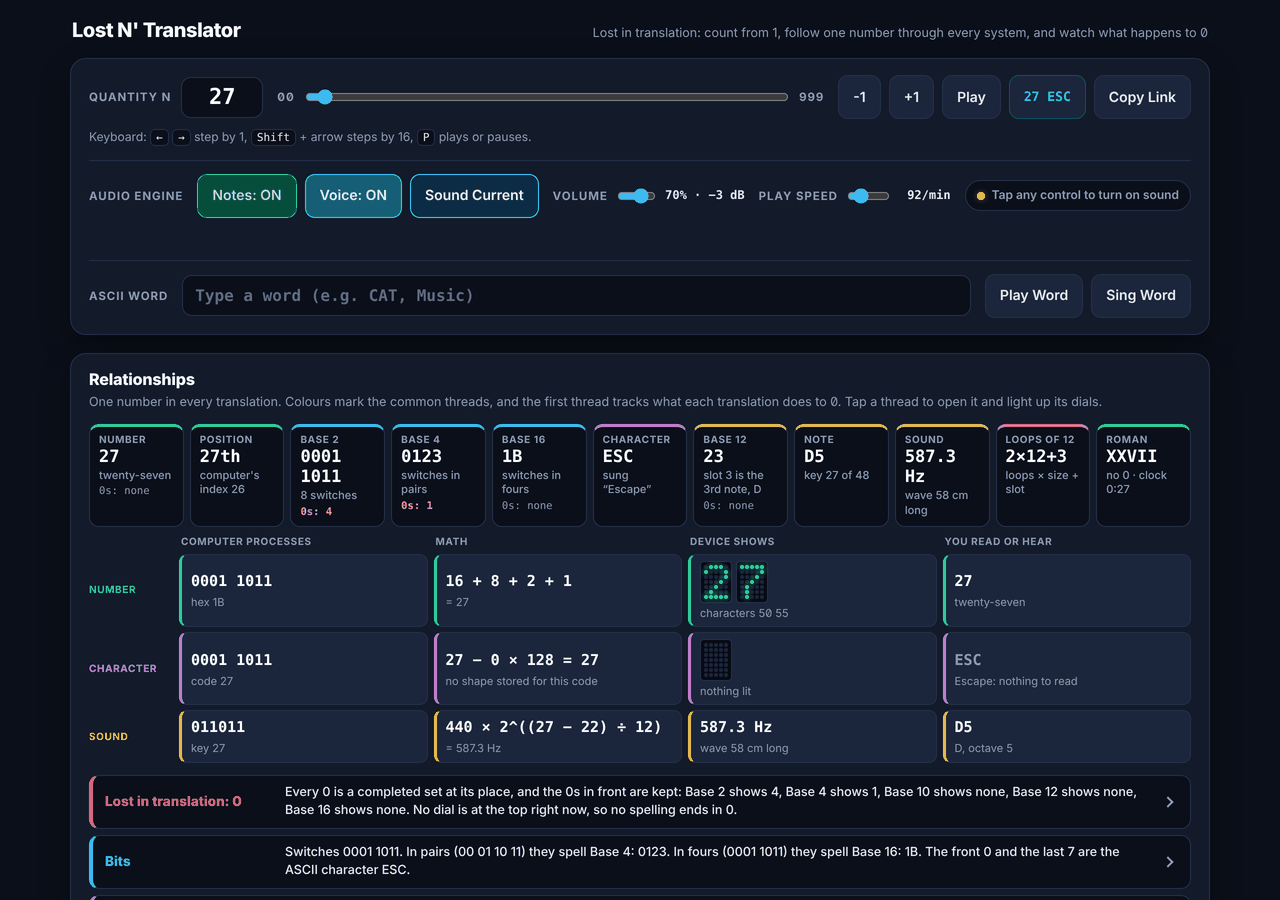 Lost N' Translator
Lost in translation: count from 1, follow one number through every system, and watch what happens to 0
QUANTITY N 27 00 999 -1 +1 Play 27 ESC Copy Link
Keyboard: ← → step by 1, Shift + arrow steps by 16, P plays or pauses.
AUDIO ENGINE Notes: ON Voice: ON Sound Current VOLUME 70% · −3 dB PLAY SPEED 92/min Tap any control to turn on sound
ASCII WORD Type a word (e.g. CAT, Music) Play Word Sing Word
Relationships
One number in every translation. Colours mark the common threads, and the first thread tracks what each translation does to 0. Tap a thread to open it and light up its dials.
NUMBER
27
twenty-seven
0s: none
POSITION
27th
computer's
index 26
BASE 2
0001
1011
8 switches
0s: 4
BASE 4
0123
switches in
pairs
0s: 1
BASE 16
1B
switches in
fours
0s: none
CHARACTER
ESC
sung
“Escape”
BASE 12
23
slot 3 is the
3rd note, D
0s: none
NOTE
D5
key 27 of 48
SOUND
587.3
Hz
wave 58 cm
long
LOOPS OF 12
2×12+3
loops × size +
slot
ROMAN
XXVII
no 0 · clock
0:27
COMPUTER PROCESSES MATH DEVICE SHOWS YOU READ OR HEAR
NUMBER
0001 1011
hex 1B
16 + 8 + 2 + 1
= 27
27
characters 50 55
27
twenty-seven
CHARACTER
0001 1011
code 27
27 − 0 × 128 = 27
no shape stored for this code
nothing lit
ESC
Escape: nothing to read
SOUND
011011
key 27
440 × 2^((27 − 22) ÷ 12)
= 587.3 Hz
587.3 Hz
wave 58 cm long
D5
D, octave 5
Lost in translation: 0
Every 0 is a completed set at its place, and the 0s in front are kept: Base 2 shows 4, Base 4 shows 1, Base 10 shows none, Base 12 shows none,
Base 16 shows none. No dial is at the top right now, so no spelling ends in 0.
Bits
Switches 0001 1011. In pairs (00 01 10 11) they spell Base 4: 0123. In fours (0001 1011) they spell Base 16: 1B. The front 0 and the last 7 are the
ASCII character ESC.